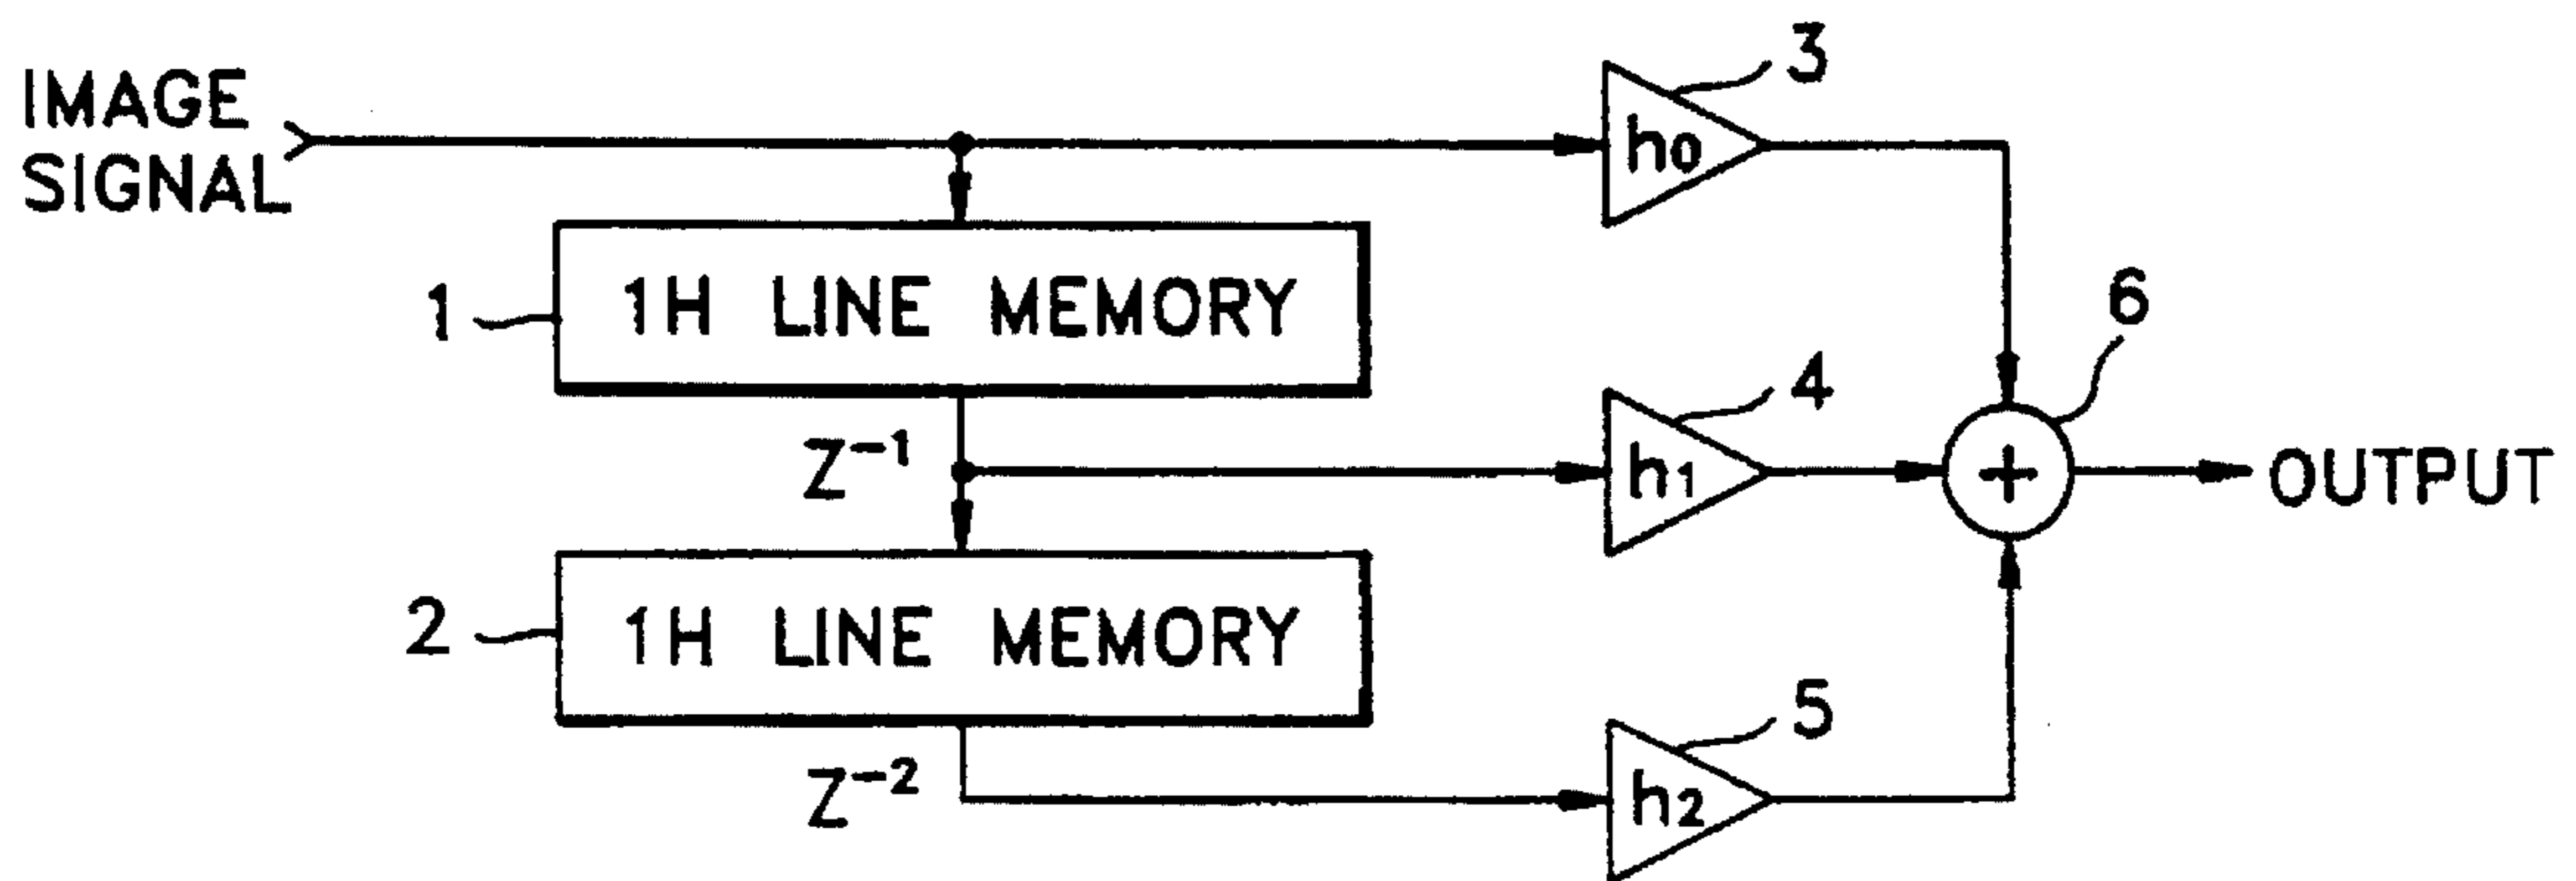 IMAGE
SIGNAL
3
h0
1
1H LINE MEMORY
6
Z⁻¹
4
h1
+
OUTPUT
2
1H LINE MEMORY
5
Z⁻²
h2